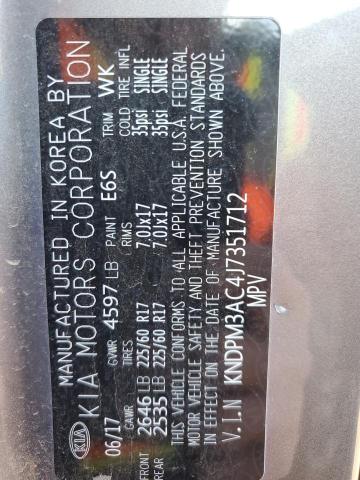 MANUFACTURED IN KOREA BY
KIA KIA MOTORS CORPORATION
06/17 GVWR 4597 LB PAINT E6S TRIM WK
GAWR TIRES RIMS COLD TIRE INFL
FRONT 2646 LB 225/60 R17 7.0JX17 35psi SINGLE
REAR 2535 LB 225/60 R17 7.0JX17 35psi SINGLE
THIS VEHICLE CONFORMS TO ALL APPLICABLE U.S.A. FEDERAL
MOTOR VEHICLE SAFETY AND THEFT PREVENTION STANDARDS
IN EFFECT ON THE DATE OF MANUFACTURE SHOWN ABOVE.
V.I.N KNDPM3AC4J7351712
MPV